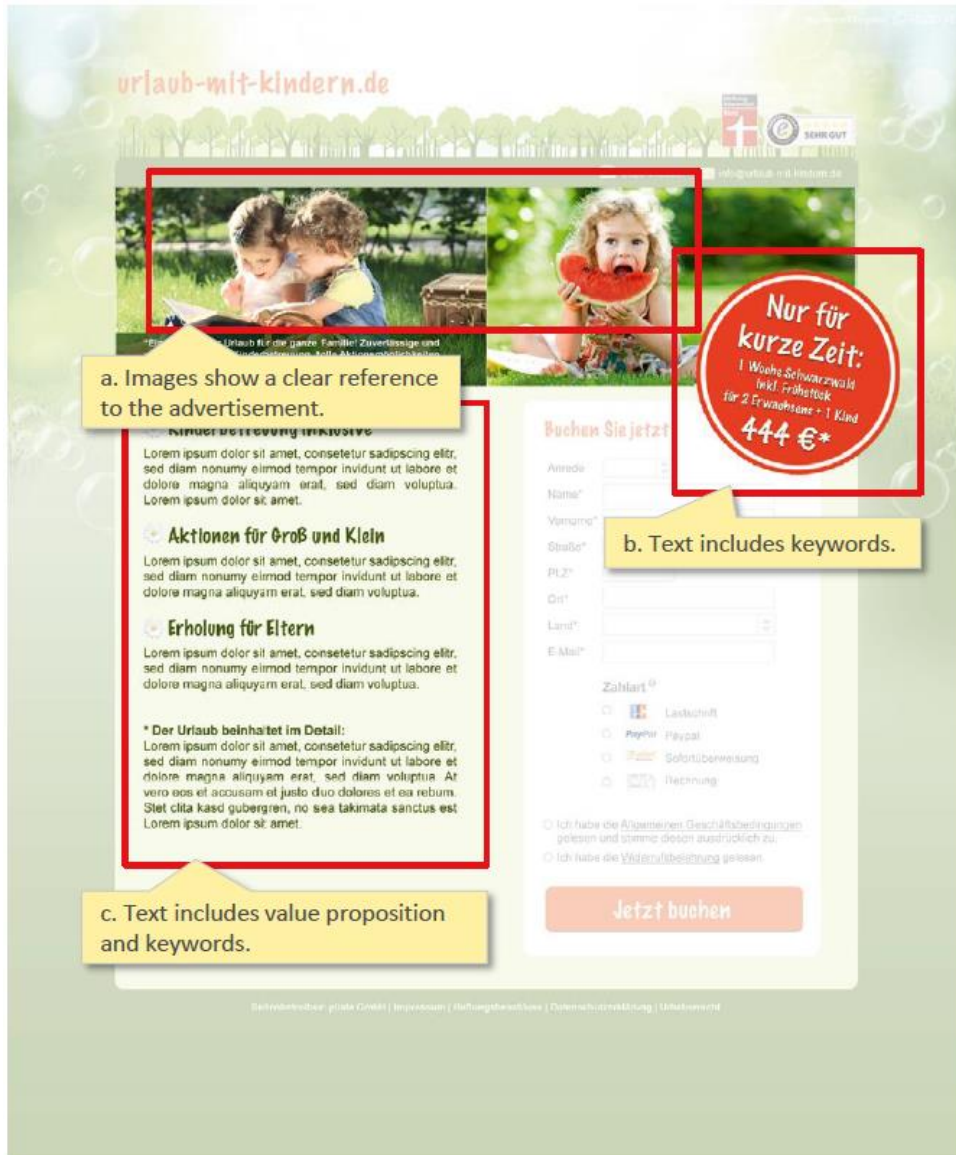 urlaub-mit-kindern.de
SEHR GUT
info@urlaub-mit-kindern.de
Urlaub für die ganze Familie! Zuverlässige und
Nur für
kurze Zeit:
1 Woche Schwarzwald
inkl. Frühstück
für 2 Erwachsene + 1 Kind
444 €*
a. Images show a clear reference
to the advertisement.
Kinderbetreuung inklusive
Lorem ipsum dolor sit amet, consetetur sadipscing elitr,
sed diam nonumy eirmod tempor invidunt ut labore et
dolore magna aliquyam erat, sed diam voluptua.
Lorem ipsum dolor sit amet.
Aktionen für Groß und Klein
Lorem ipsum dolor sit amet, consetetur sadipscing elitr,
sed diam nonumy eirmod tempor invidunt ut labore et
dolore magna aliquyam erat, sed diam voluptua.
Erholung für Eltern
Lorem ipsum dolor sit amet, consetetur sadipscing elitr,
sed diam nonumy eirmod tempor invidunt ut labore et
dolore magna aliquyam erat, sed diam voluptua.
* Der Urlaub beinhaltet im Detail:
Lorem ipsum dolor sit amet, consetetur sadipscing elitr,
sed diam nonumy eirmod tempor invidunt ut labore et
dolore magna aliquyam erat, sed diam voluptua. At
vero eos et accusam et justo duo dolores et ea rebum.
Stet clita kasd gubergren, no sea takimata sanctus est
Lorem ipsum dolor sit amet.
c. Text includes value proposition
and keywords.
Buchen Sie jetzt
b. Text includes keywords.
Anrede
Name*
Vorname*
Straße*
PLZ*
Ort*
Land*
E-Mail*
Zahlart
Lastschrift
PayPal Paypal
Sofortüberweisung
Rechnung
Ich habe die Allgemeinen Geschäftsbedingungen
gelesen und stimme diesen ausdrücklich zu.
Ich habe die Widerrufsbelehrung gelesen.
Jetzt buchen
GmbH | Impressum | Haftungsausschluss | Datenschutzerklärung | Urheberrecht